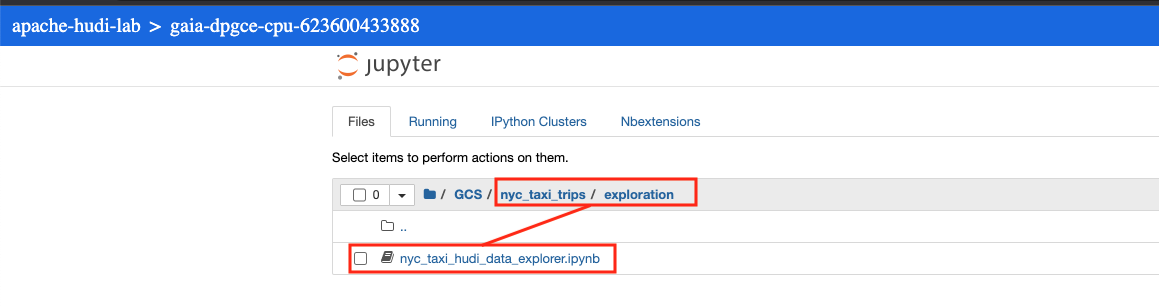 apache-hudi-lab > gaia-dpgce-cpu-623600433888
jupyter
Files Running IPython Clusters Nbextensions
Select items to perform actions on them.
0 / GCS / nyc_taxi_trips / exploration
..
nyc_taxi_hudi_data_explorer.ipynb